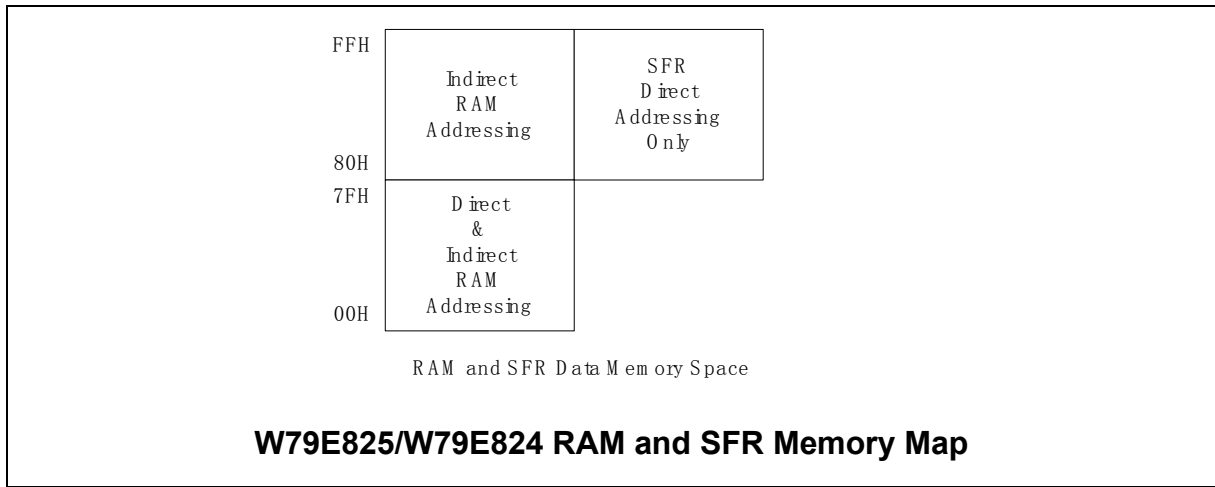 FFH
Indirect
RAM
Addressing
80H
SFR
Direct
Addressing
Only
7FH
Direct
&
Indirect
RAM
Addressing
00H
RAM and SFR Data Memory Space
W79E825/W79E824 RAM and SFR Memory Map